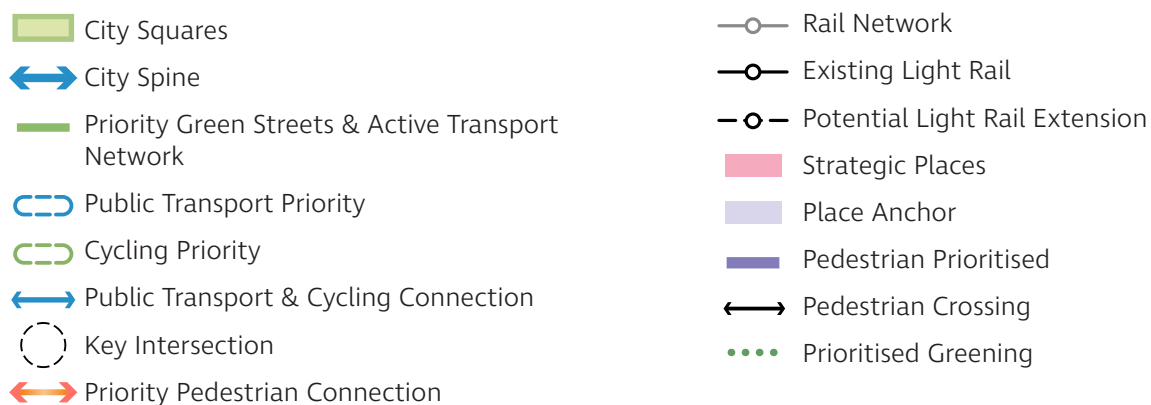 City Squares
City Spine
Priority Green Streets & Active Transport
Network
Public Transport Priority
Cycling Priority
Public Transport & Cycling Connection
Key Intersection
Priority Pedestrian Connection
Rail Network
Existing Light Rail
Potential Light Rail Extension
Strategic Places
Place Anchor
Pedestrian Prioritised
Pedestrian Crossing
Prioritised Greening